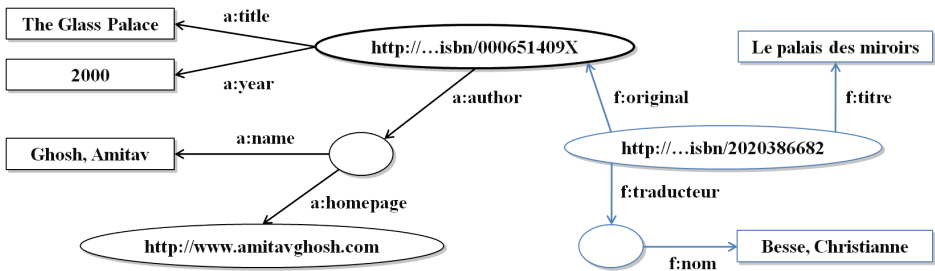 The Glass Palace
a:title
http://…isbn/000651409X
2000
a:year
a:author
a:name
Ghosh, Amitav
a:homepage
http://www.amitavghosh.com
Le palais des miroirs
f:original
f:titre
http://…isbn/2020386682
f:traducteur
Besse, Christianne
f:nom